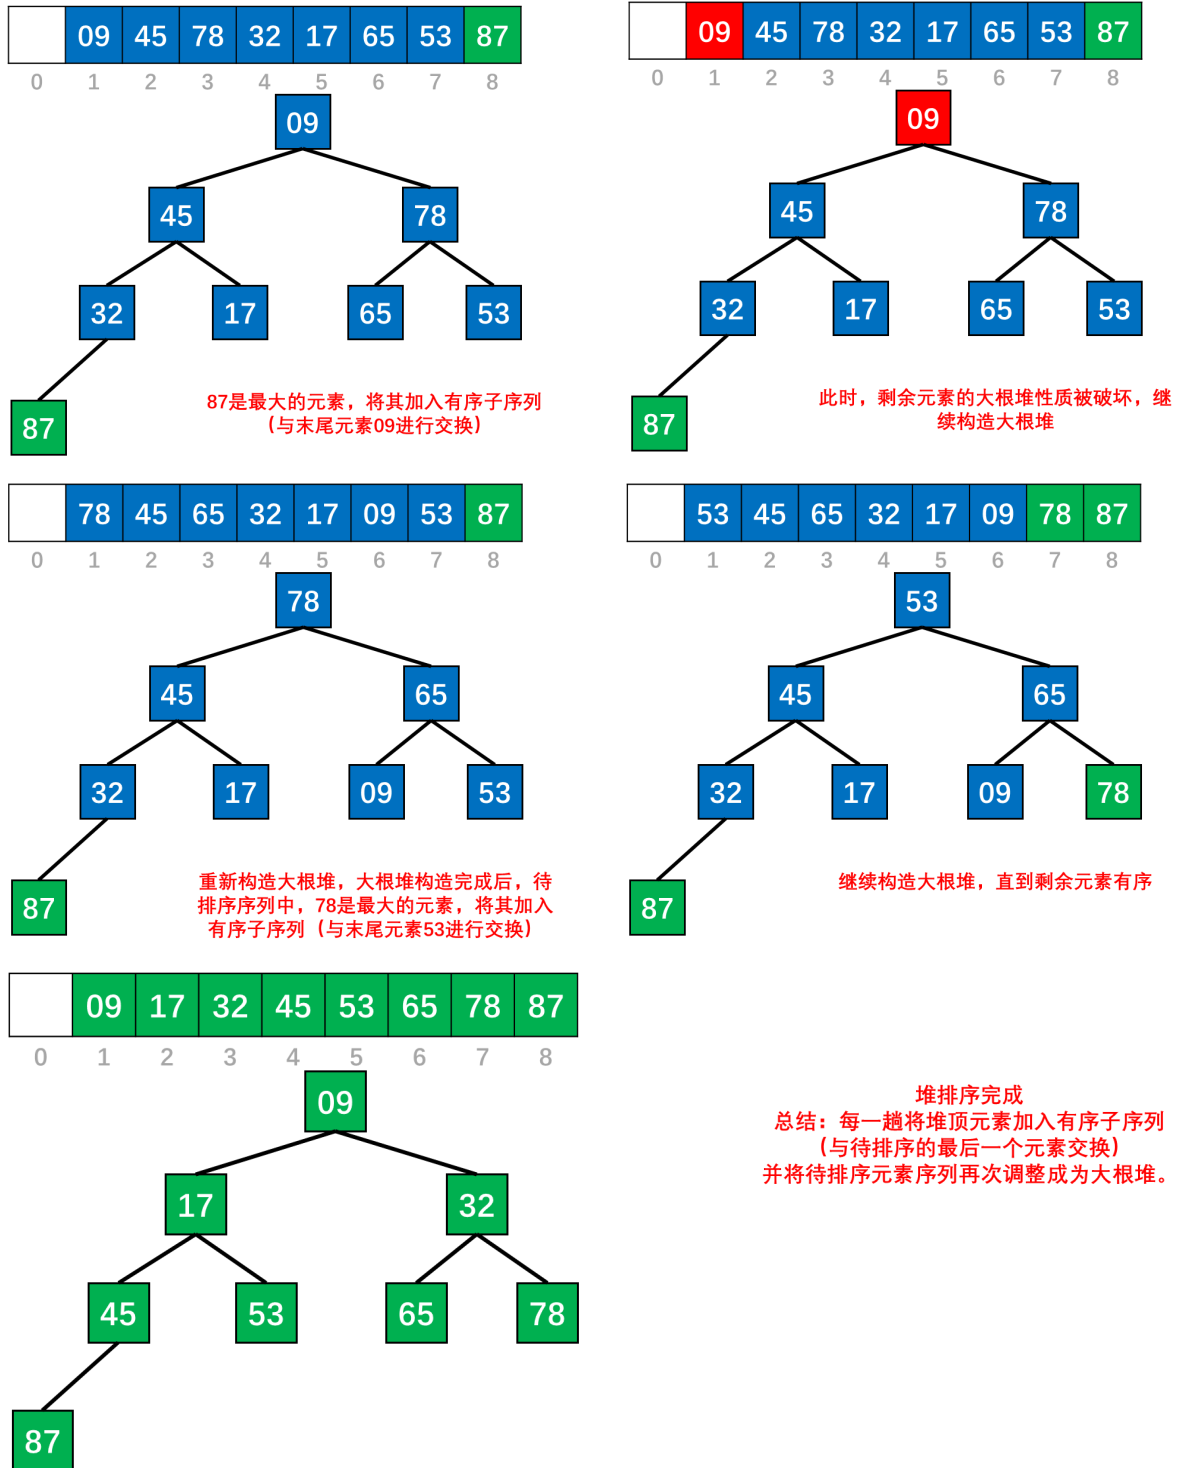 09 45 78 32 17 65 53 87
0 1 2 3 4 5 6 7 8
09
45 78
32 17 65 53
87
87是最大的元素，将其加入有序子序列
（与末尾元素09进行交换）
09 45 78 32 17 65 53 87
0 1 2 3 4 5 6 7 8
09
45 78
32 17 65 53
87
此时，剩余元素的大根堆性质被破坏，继
续构造大根堆
78 45 65 32 17 09 53 87
0 1 2 3 4 5 6 7 8
78
45 65
32 17 09 53
87
重新构造大根堆，大根堆构造完成后，待
排序序列中，78是最大的元素，将其加入
有序子序列（与末尾元素53进行交换）
53 45 65 32 17 09 78 87
0 1 2 3 4 5 6 7 8
53
45 65
32 17 09 78
87
继续构造大根堆，直到剩余元素有序
09 17 32 45 53 65 78 87
0 1 2 3 4 5 6 7 8
09
17 32
45 53 65 78
87
堆排序完成
总结：每一趟将堆顶元素加入有序子序列
（与待排序的最后一个元素交换）
并将待排序元素序列再次调整成为大根堆。